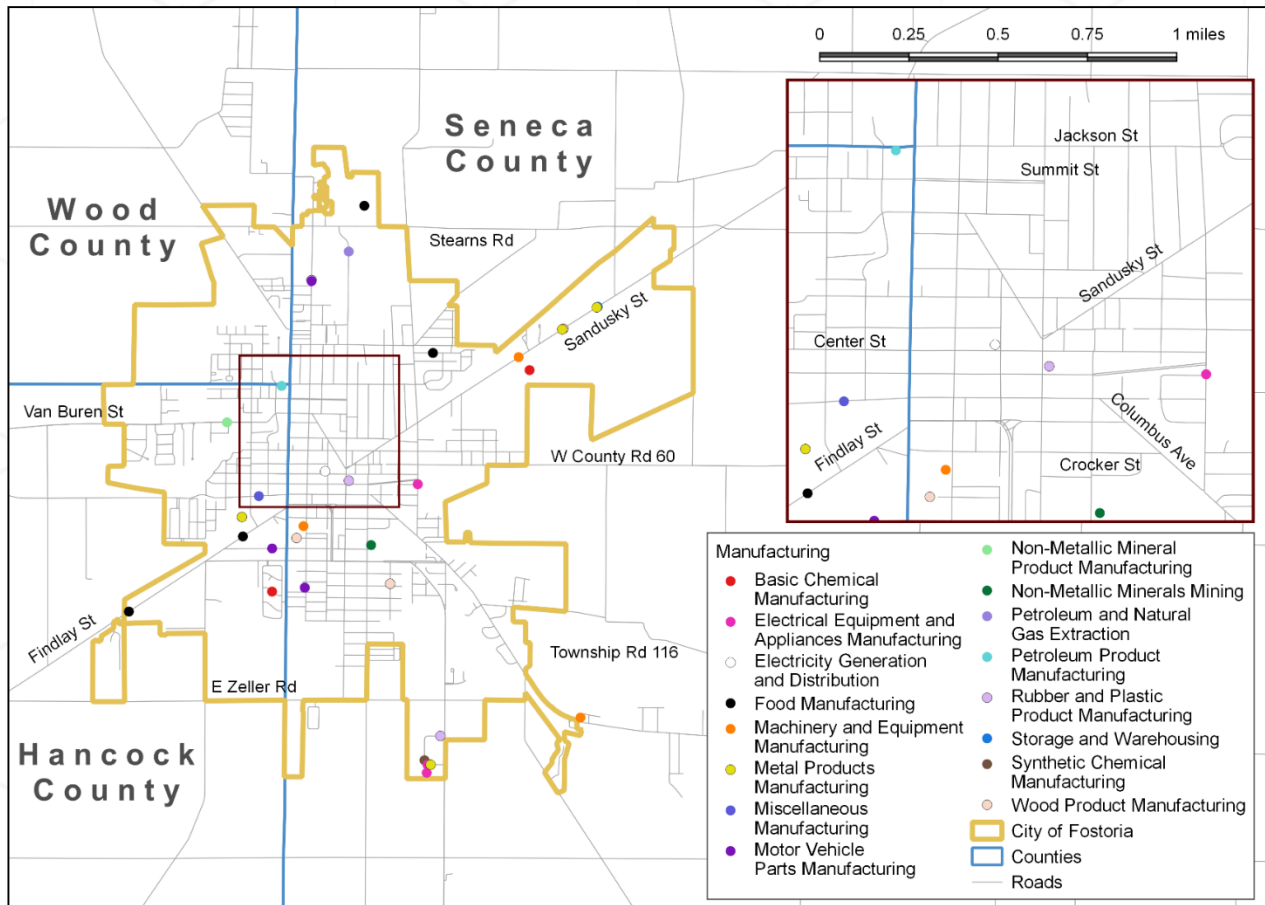 0 0.25 0.5 0.75 1 miles
Seneca
County
Wood
County
Stearns Rd
Sandusky St
Van Buren St
W County Rd 60
Findlay St
Township Rd 116
E Zeller Rd
Hancock
County
Jackson St
Summit St
Sandusky St
Center St
Columbus Ave
Findlay St
Crocker St
Manufacturing
Basic Chemical
Manufacturing
Electrical Equipment and
Appliances Manufacturing
Electricity Generation
and Distribution
Food Manufacturing
Machinery and Equipment
Manufacturing
Metal Products
Manufacturing
Miscellaneous
Manufacturing
Motor Vehicle
Parts Manufacturing
Non-Metallic Mineral
Product Manufacturing
Non-Metallic Minerals Mining
Petroleum and Natural
Gas Extraction
Petroleum Product
Manufacturing
Rubber and Plastic
Product Manufacturing
Storage and Warehousing
Synthetic Chemical
Manufacturing
Wood Product Manufacturing
City of Fostoria
Counties
Roads